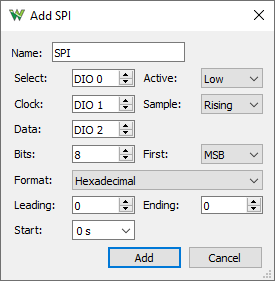 Add SPI
Name: SPI
Select: DIO 0 Active: Low
Clock: DIO 1 Sample: Rising
Data: DIO 2
Bits: 8 First: MSB
Format: Hexadecimal
Leading: 0 Ending: 0
Start: 0 s
Add Cancel